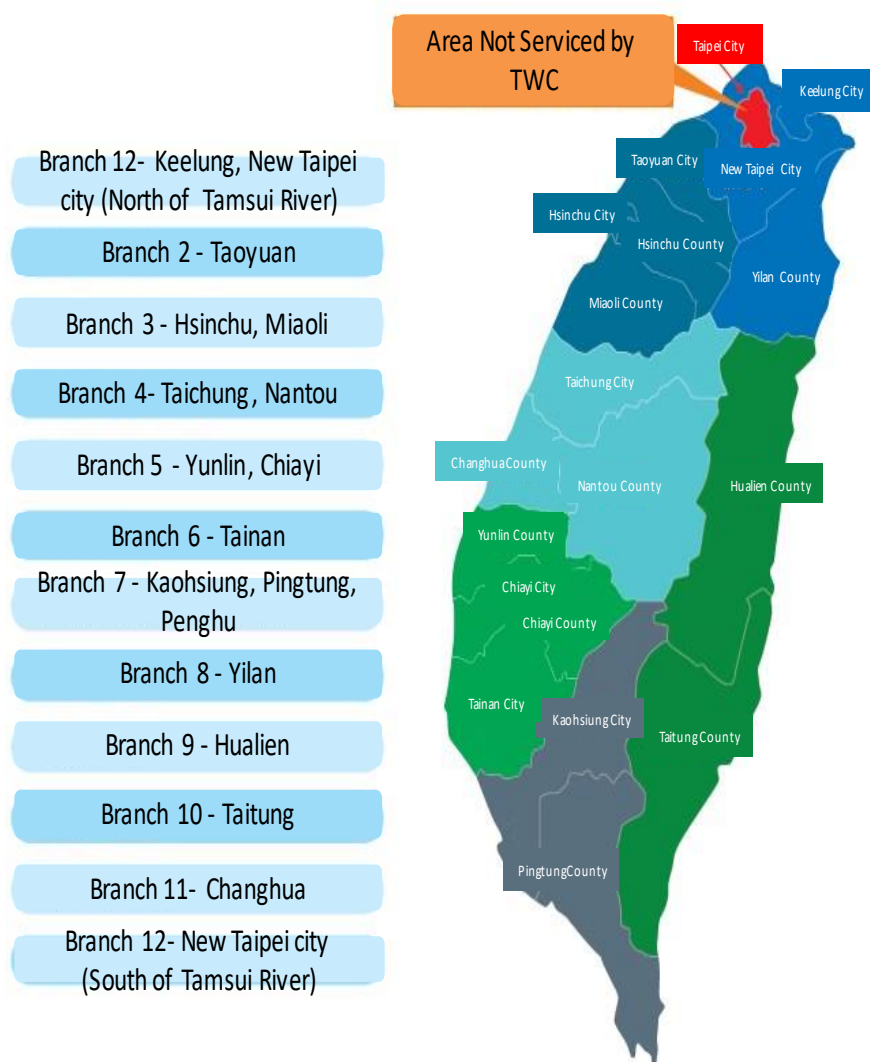 Area Not Serviced by
TWC
Taipei City
Keelung City
Taoyuan City
New Taipei City
Hsinchu City
Hsinchu County
Yilan County
Miaoli County
Taichung City
Changhua County
Nantou County
Hualien County
Yunlin County
Chiayi City
Chiayi County
Tainan City
Kaohsiung City
Taitung County
Pingtung County
Branch 12- Keelung, New Taipei
city (North of Tamsui River)
Branch 2 - Taoyuan
Branch 3 - Hsinchu, Miaoli
Branch 4- Taichung, Nantou
Branch 5 - Yunlin, Chiayi
Branch 6 - Tainan
Branch 7 - Kaohsiung, Pingtung,
Penghu
Branch 8 - Yilan
Branch 9 - Hualien
Branch 10 - Taitung
Branch 11- Changhua
Branch 12- New Taipei city
(South of Tamsui River)